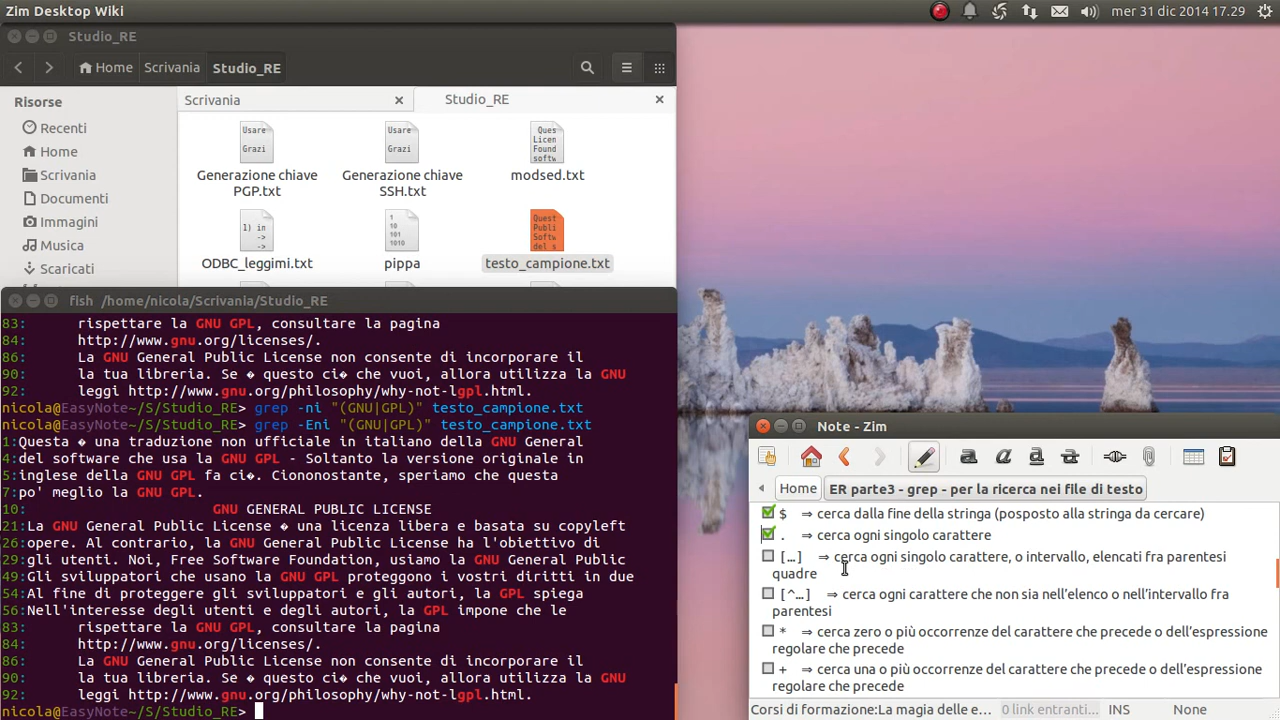 Zim Desktop Wiki
mer 31 dic 2014 17.29
Studio_RE
Home Scrivania Studio_RE
Risorse
Recenti
Home
Scrivania
Documenti
Immagini
Musica
Scaricati
Scrivania
Studio_RE
Usare
Grazi
Usare
Grazi
Ques
Licen
Found
softw
Generazione chiave
PGP.txt
Generazione chiave
SSH.txt
modsed.txt
1) in
->
->
1
10
101
1010
Quest
Publi
Softw
del s
ODBC_leggimi.txt
pippa
testo_campione.txt
fish /home/nicola/Scrivania/Studio_RE
83:       rispettare la GNU GPL, consultare la pagina
84:       http://www.gnu.org/licenses/.
86:       La GNU General Public License non consente di incorporare il
90:       la tua libreria. Se � questo ci� che vuoi, allora utilizza la GNU
92:       leggi http://www.gnu.org/philosophy/why-not-lgpl.html.
nicola@EasyNote~/S/Studio_RE> grep -ni "(GNU|GPL)" testo_campione.txt
nicola@EasyNote~/S/Studio_RE> grep -Eni "(GNU|GPL)" testo_campione.txt
1:Questa � una traduzione non ufficiale in italiano della GNU General
4:del software che usa la GNU GPL - Soltanto la versione originale in
5:inglese della GNU GPL fa ci�. Ciononostante, speriamo che questa
7:po' meglio la GNU GPL.
10:                       GNU GENERAL PUBLIC LICENSE
21:La GNU General Public License � una licenza libera e basata su copyleft
26:opere. Al contrario, la GNU General Public License ha l'obiettivo di
29:gli utenti. Noi, Free Software Foundation, usiamo la GNU General Public
49:Gli sviluppatori che usano la GNU GPL proteggono i vostri diritti in due
54:Al fine di proteggere gli sviluppatori e gli autori, la GPL spiega
56:Nell'interesse degli utenti e degli autori, la GPL impone che le
83:       rispettare la GNU GPL, consultare la pagina
84:       http://www.gnu.org/licenses/.
86:       La GNU General Public License non consente di incorporare il
90:       la tua libreria. Se � questo ci� che vuoi, allora utilizza la GNU
92:       leggi http://www.gnu.org/philosophy/why-not-lgpl.html.
nicola@EasyNote~/S/Studio_RE>
Note - Zim
Home ER parte3 - grep - per la ricerca nei file di testo
$ ⇒ cerca dalla fine della stringa (posposto alla stringa da cercare)
. ⇒ cerca ogni singolo carattere
[…] ⇒ cerca ogni singolo carattere, o intervallo, elencati fra parentesi
quadre
[^…] ⇒ cerca ogni carattere che non sia nell'elenco o nell'intervallo fra
parentesi
* ⇒ cerca zero o più occorrenze del carattere che precede o dell'espressione
regolare che precede
+ ⇒ cerca una o più occorrenze del carattere che precede o dell'espressione
regolare che precede
Corsi di formazione:La magia delle e… 0 link entranti... INS None